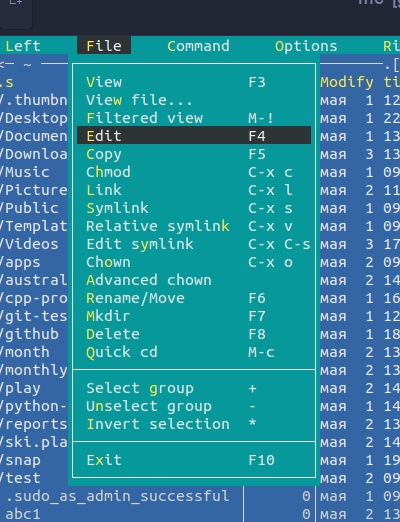 mc [
Left File Command Options Ri
<─ ~ .[
.s Modify ti
/.thumbn View F3 мая 1 12
/Desktop View file... мая 1 22
/Documen Filtered view M-! мая 1 13
/Downloa Edit F4 мая 3 13
/Music Copy F5 мая 1 09
/Picture Chmod C-x c мая 2 11
/Public Link C-x l мая 1 09
/Templat Symlink C-x s мая 1 09
/Videos Relative symlink C-x v мая 3 17
/apps Edit symlink C-x C-s мая 2 09
/austral Chown C-x o мая 2 14
/cpp-pro Advanced chown мая 1 16
/git-tes Rename/Move F6 мая 1 12
/github Mkdir F7 мая 1 18
/month Delete F8 мая 2 13
/monthly Quick cd M-c мая 2 13
/play Select group + мая 2 14
/python- Unselect group - мая 1 14
/reports Invert selection * мая 2 13
/ski.pla мая 2 14
/snap Exit F10 мая 1 09
/test мая 2 09
.sudo_as_admin_successful 0 мая 1 09
abc1 0 мая 2 13